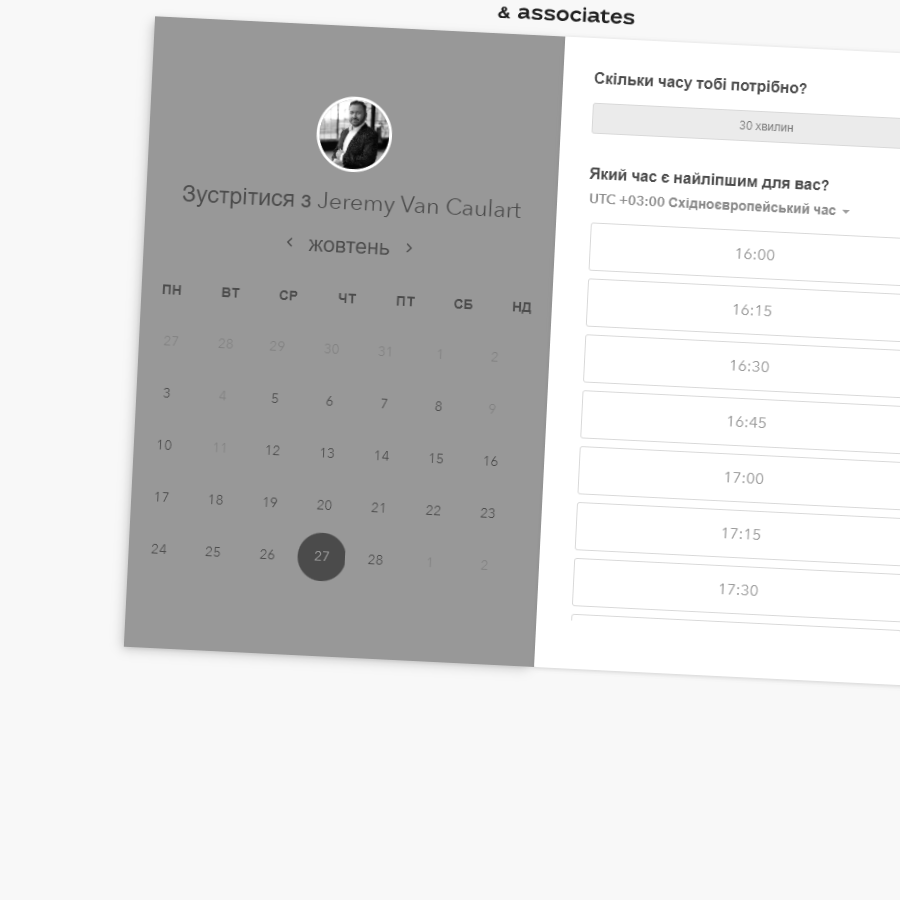 & associates
Зустрітися з Jeremy Van Caulart
жовтень
ПН ВТ СР ЧТ ПТ СБ НД
27 28 29 30 31 1 2
3 4 5 6 7 8 9
10 11 12 13 14 15 16
17 18 19 20 21 22 23
24 25 26 27 28 1 2
Скільки часу тобі потрібно?
30 хвилин
Який час є найліпшим для вас?
UTC +03:00 Східноєвропейський час
16:00
16:15
16:30
16:45
17:00
17:15
17:30